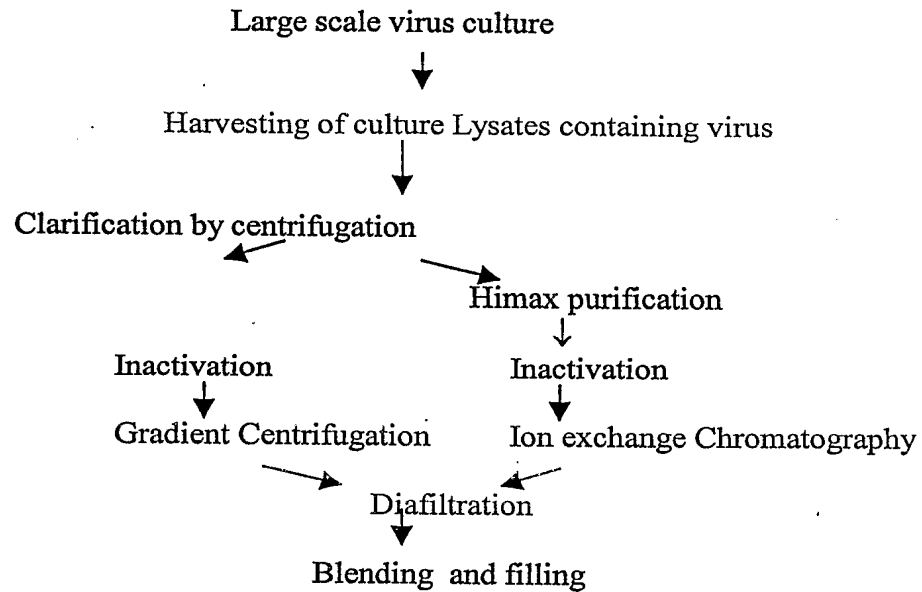 Large scale virus culture
Harvesting of culture Lysates containing virus
Clarification by centrifugation
Himax purification
Inactivation
Inactivation
Gradient Centrifugation
Ion exchange Chromatography
Diafiltration
Blending and filling